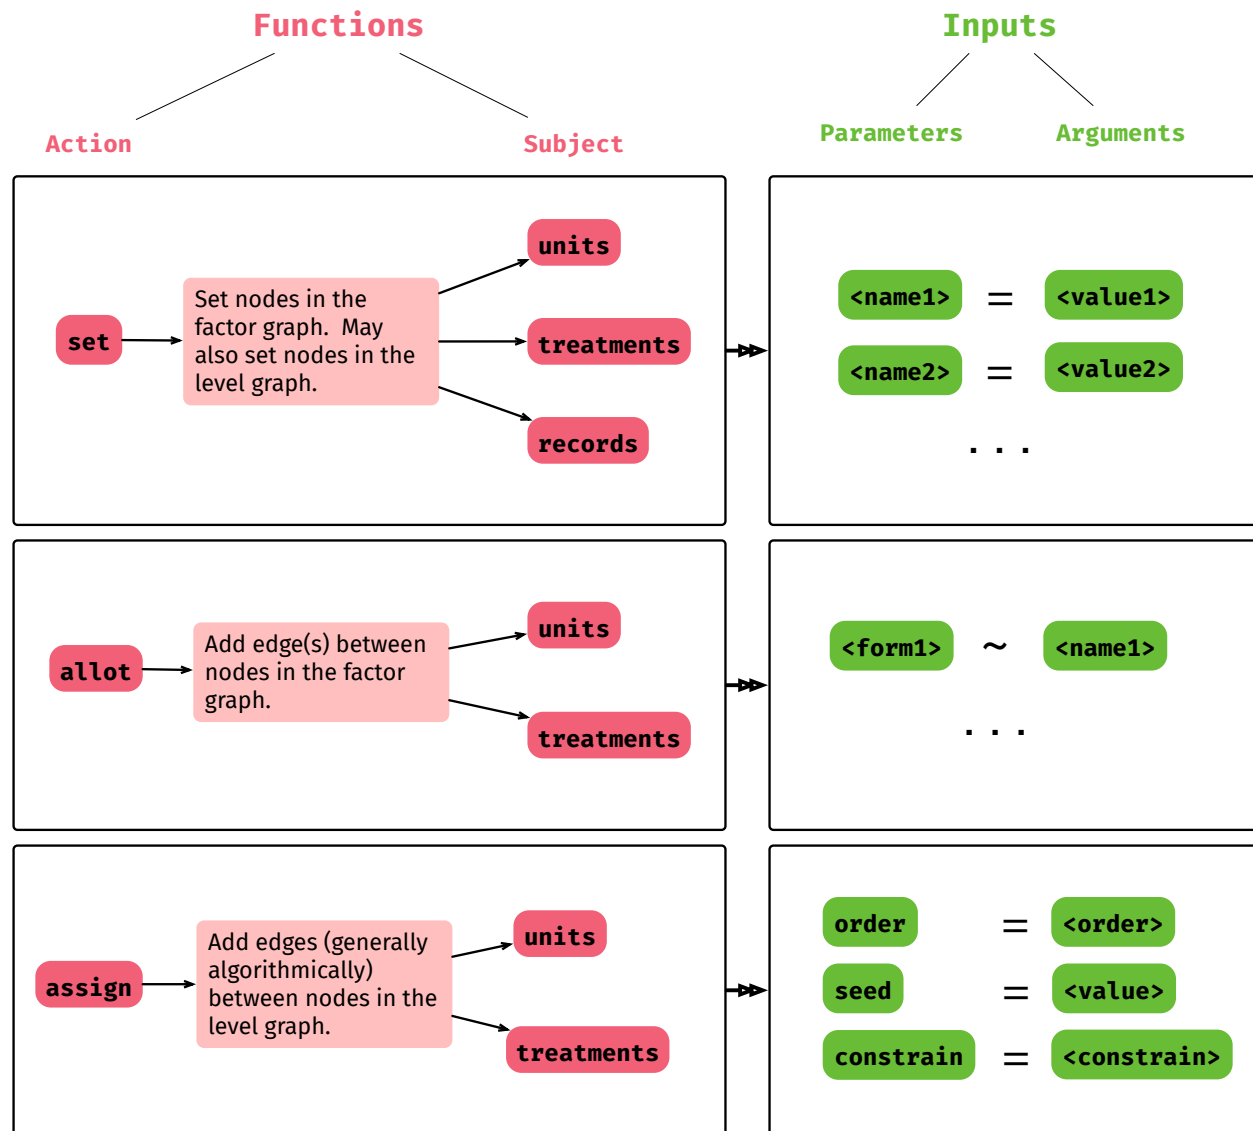 Functions
Inputs
Action
Subject
Parameters
Arguments
set
Set nodes in the
factor graph.  May
also set nodes in the
level graph.
units
treatments
records
<name1> = <value1>
<name2> = <value2>
...
allot
Add edge(s) between
nodes in the factor
graph.
units
treatments
<form1> ~ <name1>
...
assign
Add edges (generally
algorithmically)
between nodes in the
level graph.
units
treatments
order = <order>
seed = <value>
constrain = <constrain>